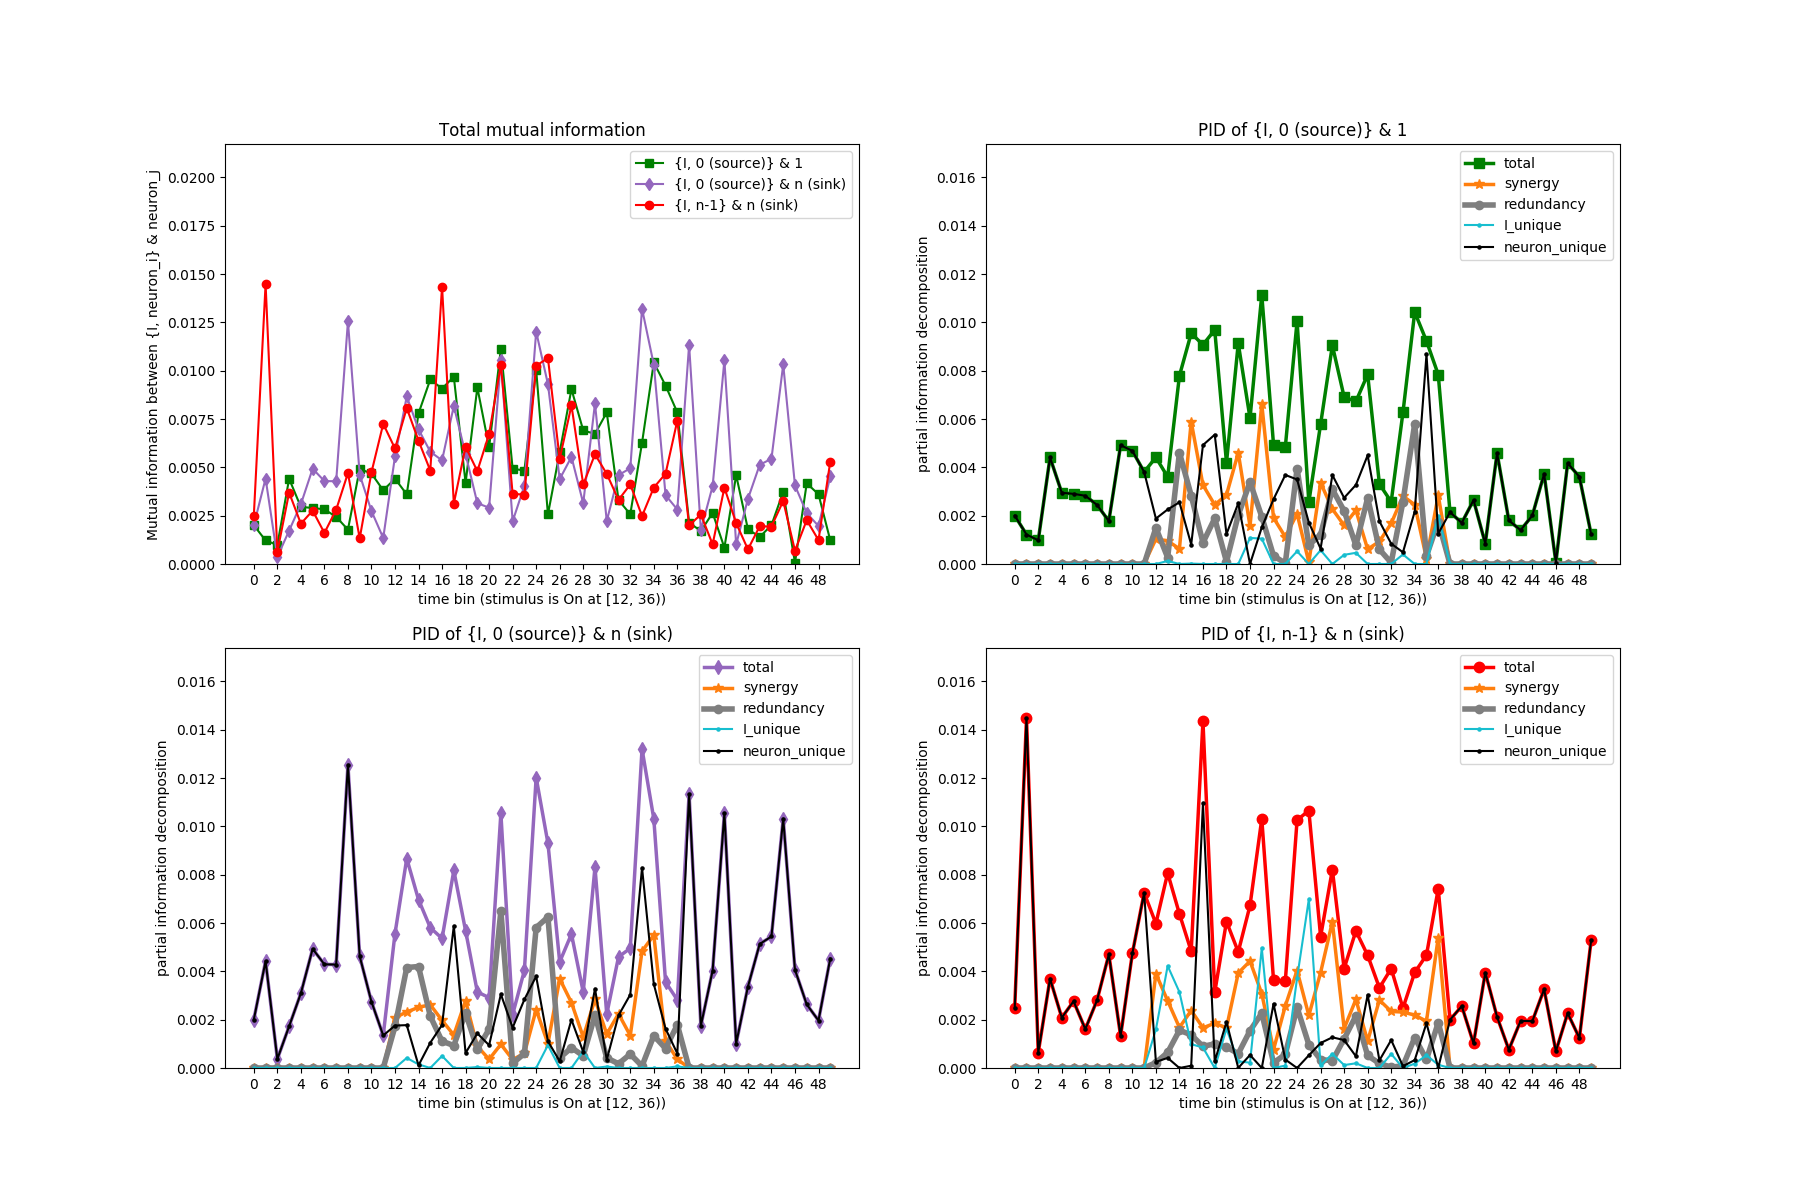 Total mutual information
Mutual information between {I, neuron_i} & neuron_j
0.0200
0.0175
0.0150
0.0125
0.0100
0.0075
0.0050
0.0025
0.0000
{I, 0 (source)} & 1
{I, 0 (source)} & n (sink)
{I, n-1} & n (sink)
0 2 4 6 8 10 12 14 16 18 20 22 24 26 28 30 32 34 36 38 40 42 44 46 48
time bin (stimulus is On at [12, 36))
PID of {I, 0 (source)} & 1
partial information decomposition
0.016
0.014
0.012
0.010
0.008
0.006
0.004
0.002
0.000
total
synergy
redundancy
I_unique
neuron_unique
0 2 4 6 8 10 12 14 16 18 20 22 24 26 28 30 32 34 36 38 40 42 44 46 48
time bin (stimulus is On at [12, 36))
PID of {I, 0 (source)} & n (sink)
partial information decomposition
0.016
0.014
0.012
0.010
0.008
0.006
0.004
0.002
0.000
total
synergy
redundancy
I_unique
neuron_unique
0 2 4 6 8 10 12 14 16 18 20 22 24 26 28 30 32 34 36 38 40 42 44 46 48
time bin (stimulus is On at [12, 36))
PID of {I, n-1} & n (sink)
partial information decomposition
0.016
0.014
0.012
0.010
0.008
0.006
0.004
0.002
0.000
total
synergy
redundancy
I_unique
neuron_unique
0 2 4 6 8 10 12 14 16 18 20 22 24 26 28 30 32 34 36 38 40 42 44 46 48
time bin (stimulus is On at [12, 36))